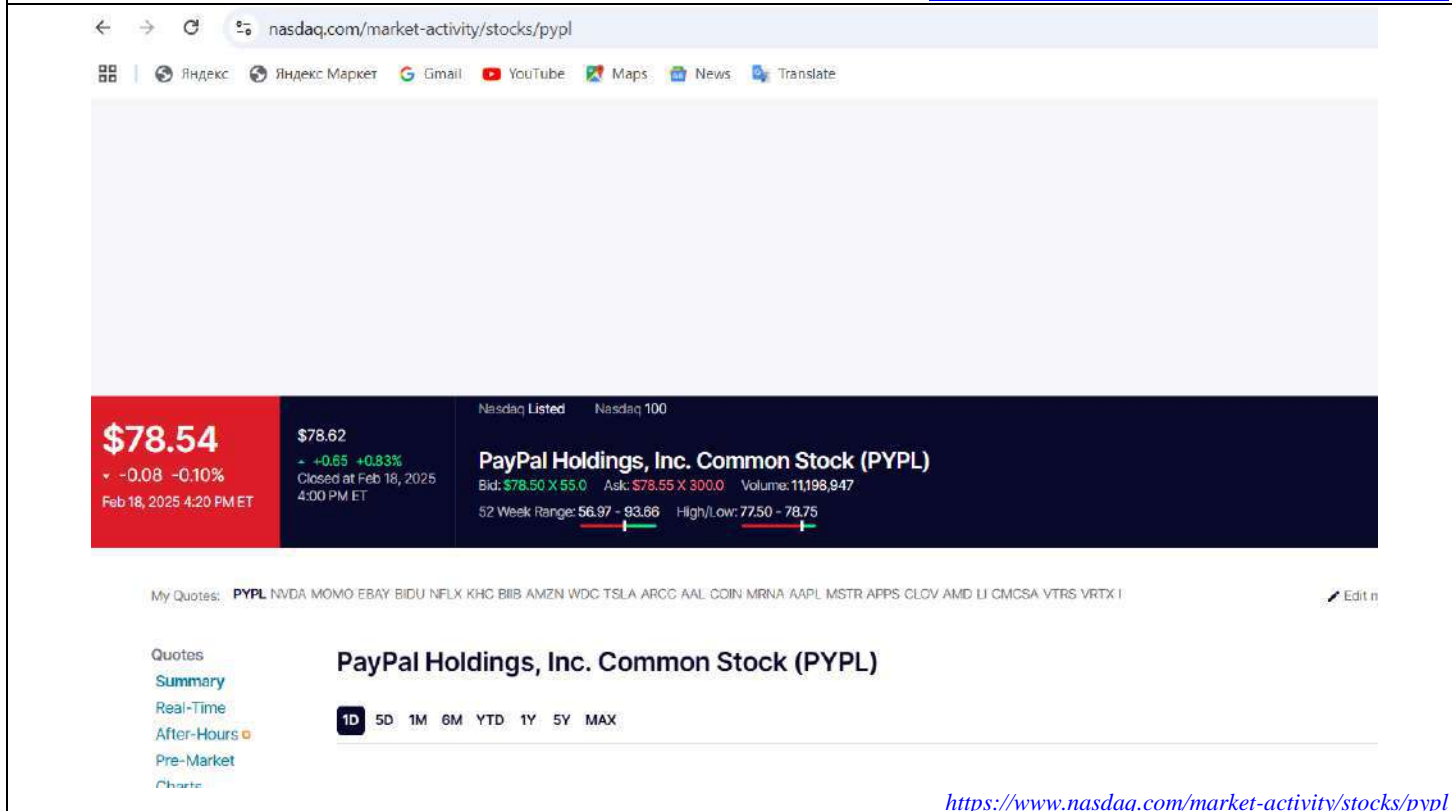 nasdaq.com/market-activity/stocks/pypl
Яндекс Яндекс Маркет Gmail YouTube Maps News Translate
$78.54
-0.08 -0.10%
Feb 18, 2025 4:20 PM ET
$78.62
+0.65 +0.83%
Closed at Feb 18, 2025
4:00 PM ET
Nasdaq Listed Nasdaq 100
PayPal Holdings, Inc. Common Stock (PYPL)
Bid: $78.50 X 55.0 Ask: $78.55 X 300.0 Volume: 11,198,947
52 Week Range: 56.97 - 93.66 High/Low: 77.50 - 78.75
My Quotes: PYPL NVDA MOMO EBAY BIDU NFLX KHC BIIB AMZN WDC TSLA ARCC AAL COIN MRNA AAPL MSTR APPS CLOV AMD LI CMCSA VTRS VRTX
Edit
Quotes
Summary
Real-Time
After-Hours
Pre-Market
Charts
PayPal Holdings, Inc. Common Stock (PYPL)
1D 5D 1M 6M YTD 1Y 5Y MAX
https://www.nasdaq.com/market-activity/stocks/pypl